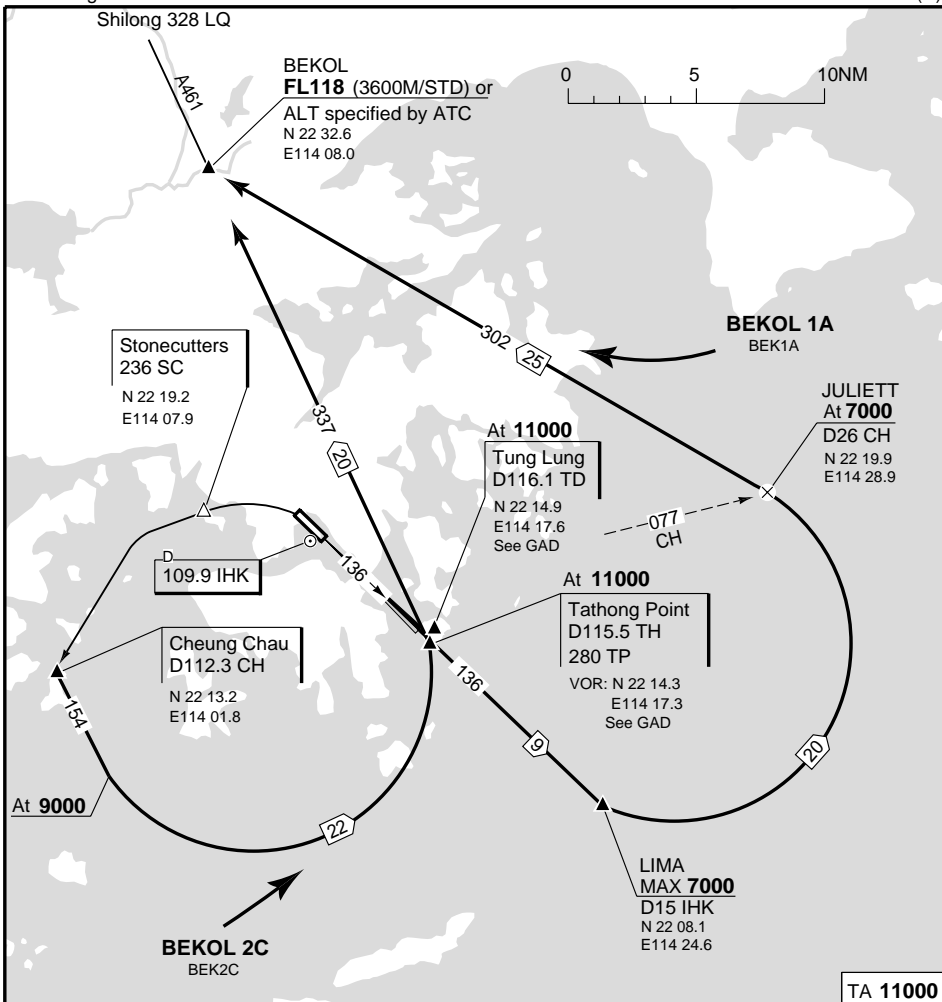 Shilong 328 LQ
A461
BEKOL
FL118 (3600M/STD) or
ALT specified by ATC
N 22 32.6
E114 08.0
0 5 10NM
BEKOL 1A
BEK1A
302
25
Stonecutters
236 SC
N 22 19.2
E114 07.9
337
20
JULIETT
At 7000
D26 CH
N 22 19.9
E114 28.9
At 11000
Tung Lung
D116.1 TD
N 22 14.9
E114 17.6
See GAD
077
CH
D
109.9 IHK
136
At 11000
Tathong Point
D115.5 TH
280 TP
VOR: N 22 14.3
E114 17.3
See GAD
Cheung Chau
D112.3 CH
N 22 13.2
E114 01.8
154
136
9
20
At 9000
22
LIMA
MAX 7000
D15 IHK
N 22 08.1
E114 24.6
BEKOL 2C
BEK2C
TA 11000